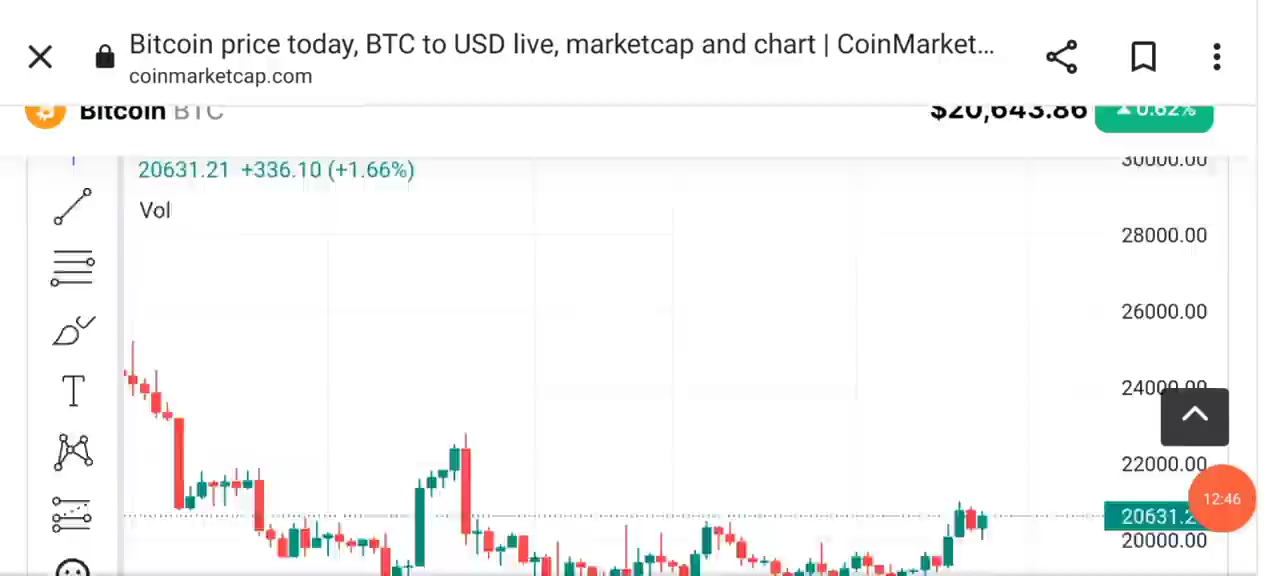 Bitcoin price today, BTC to USD live, marketcap and chart | CoinMarket...
coinmarketcap.com
Bitcoin BTC
$20,643.86
0.62%
20631.21 +336.10 (+1.66%)
Vol
30000.00
28000.00
26000.00
24000.00
22000.00
12:46
20631.2
20000.00
T